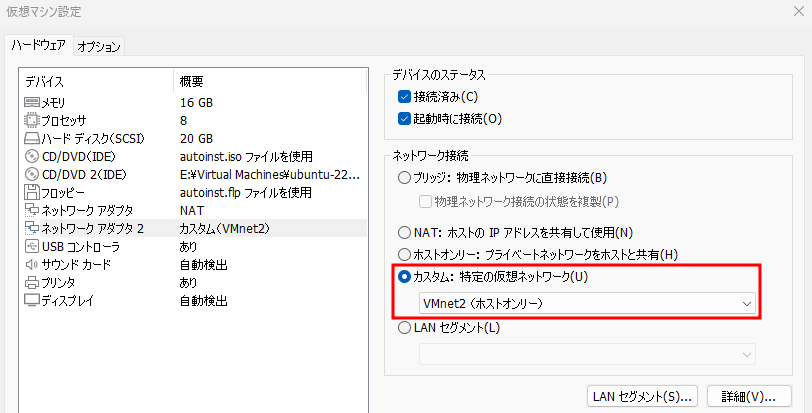 仮想マシン設定
ハードウェア オプション
デバイス 概要
メモリ 16 GB
プロセッサ 8
ハード ディスク(SCSI) 20 GB
CD/DVD(IDE) autoinst.iso ファイルを使用
CD/DVD 2(IDE) E:¥Virtual Machines¥ubuntu-22...
フロッピー autoinst.flp ファイルを使用
ネットワーク アダプタ NAT
ネットワーク アダプタ 2 カスタム(VMnet2)
USB コントローラ あり
サウンド カード 自動検出
プリンタ あり
ディスプレイ 自動検出
デバイスのステータス
接続済み(C)
起動時に接続(O)
ネットワーク接続
ブリッジ: 物理ネットワークに直接接続(B)
物理ネットワーク接続の状態を複製(P)
NAT: ホストの IP アドレスを共有して使用(N)
ホストオンリー: プライベートネットワークをホストと共有(H)
カスタム: 特定の仮想ネットワーク(U)
VMnet2 (ホストオンリー)
LAN セグメント(L)
LAN セグメント(S)...
詳細(V)...